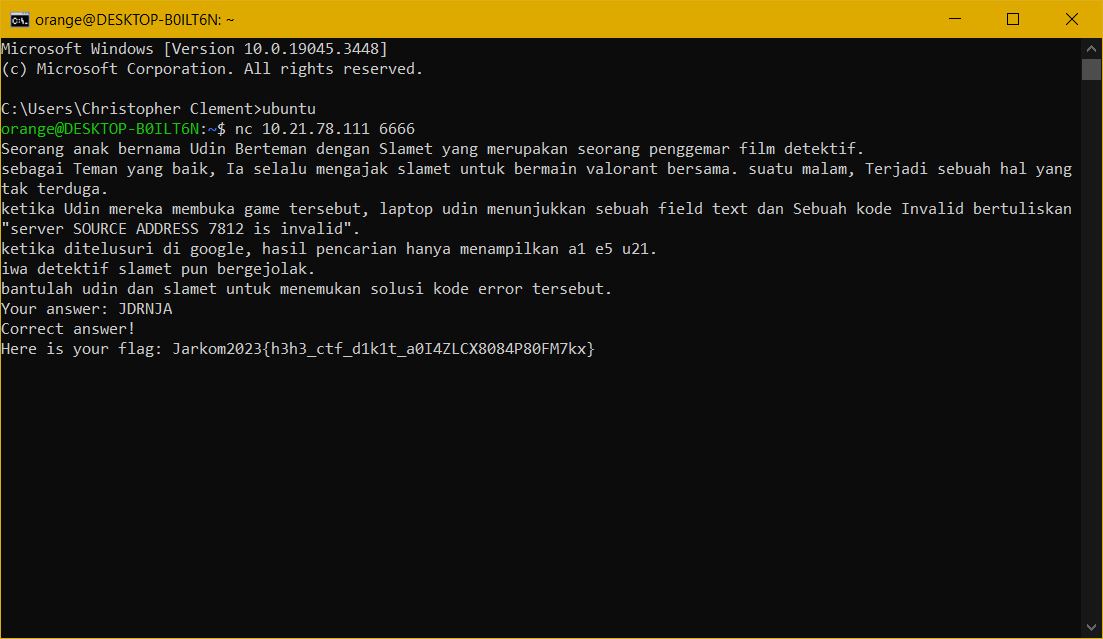 orange@DESKTOP-B0ILT6N: ~
Microsoft Windows [Version 10.0.19045.3448]
(c) Microsoft Corporation. All rights reserved.
C:\Users\Christopher Clement>ubuntu
orange@DESKTOP-B0ILT6N:~$ nc 10.21.78.111 6666
Seorang anak bernama Udin Berteman dengan Slamet yang merupakan seorang penggemar film detektif.
sebagai Teman yang baik, Ia selalu mengajak slamet untuk bermain valorant bersama. suatu malam, Terjadi sebuah hal yang
tak terduga.
ketika Udin mereka membuka game tersebut, laptop udin menunjukkan sebuah field text dan Sebuah kode Invalid bertuliskan
"server SOURCE ADDRESS 7812 is invalid".
ketika ditelusuri di google, hasil pencarian hanya menampilkan a1 e5 u21.
iwa detektif slamet pun bergejolak.
bantulah udin dan slamet untuk menemukan solusi kode error tersebut.
Your answer: JDRNJA
Correct answer!
Here is your flag: Jarkom2023{h3h3_ctf_d1k1t_a0I4ZLCX8084P80FM7kx}